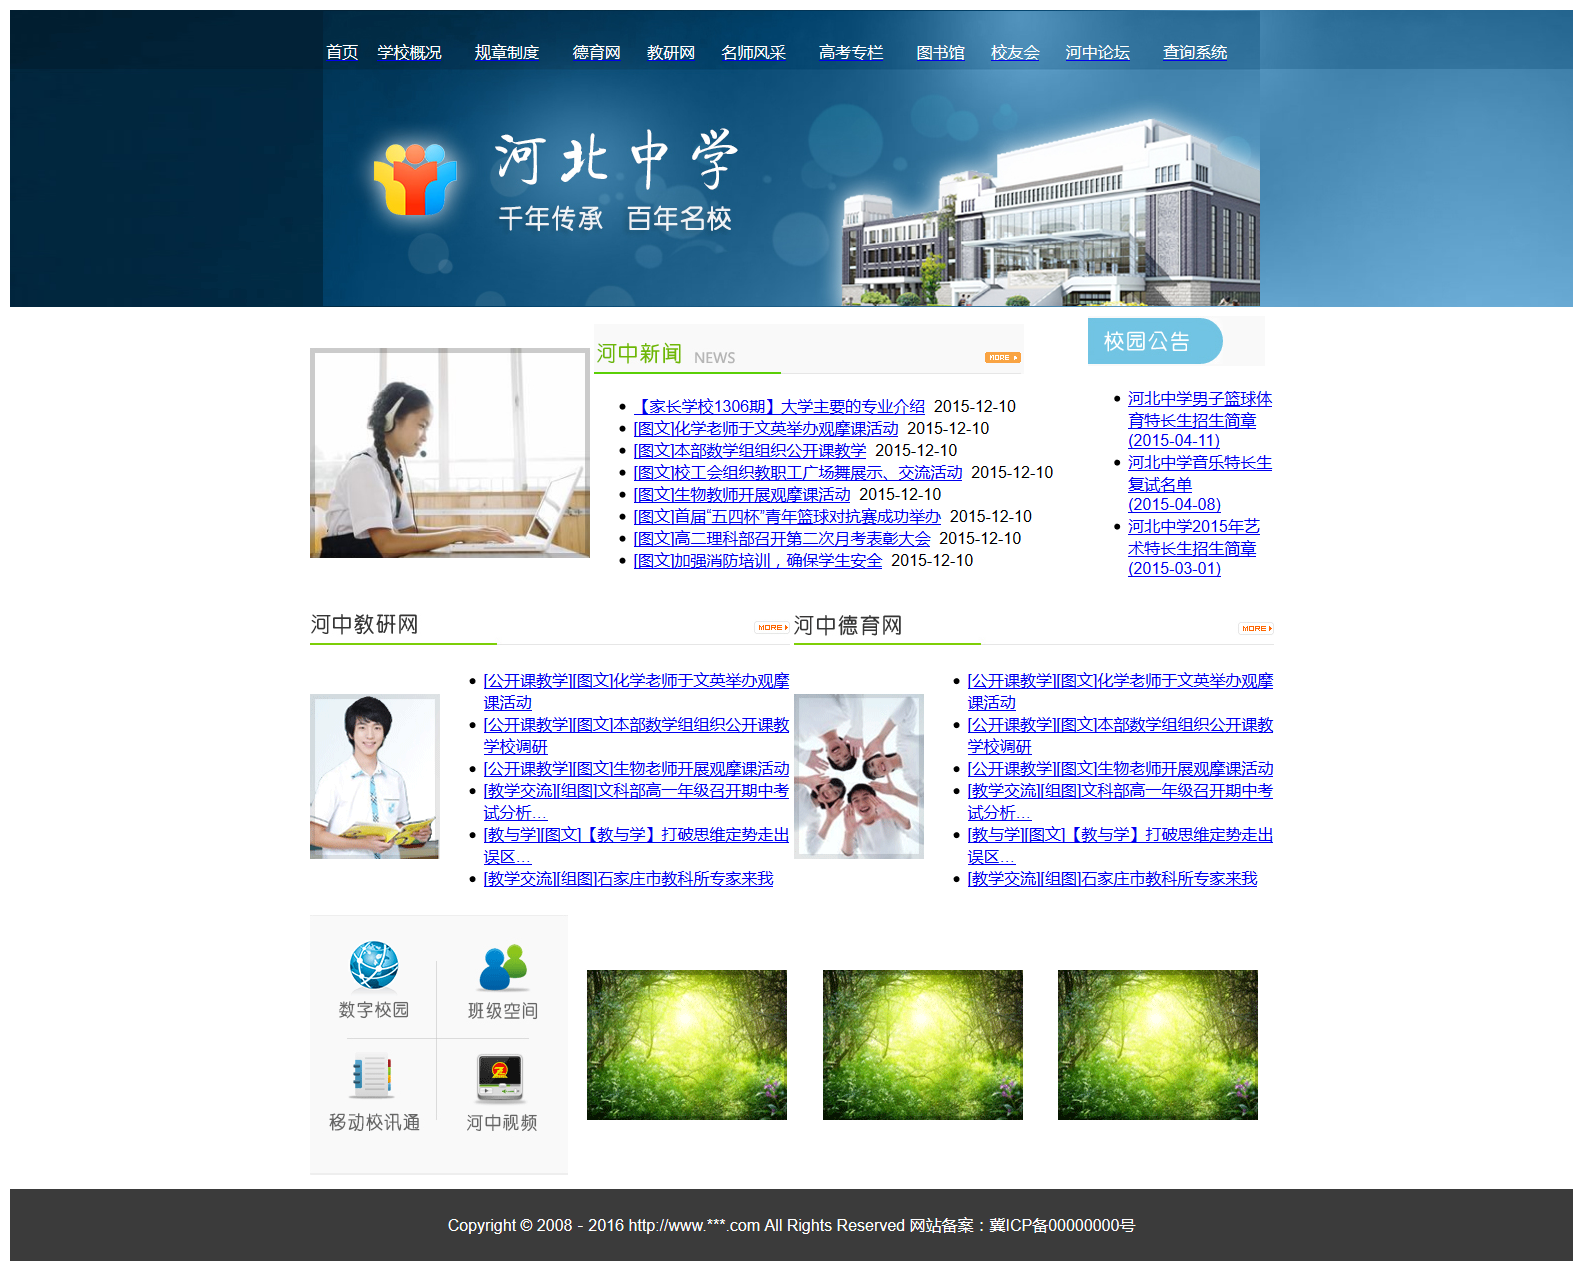 首页 学校概况 规章制度 德育网 教研网 名师风采 高考专栏 图书馆 校友会 河中论坛 查询系统
河北中学
千年传承 百年名校
河中新闻 NEWS MORE
【家长学校1306期】大学主要的专业介绍 2015-12-10
[图文]化学老师于文英举办观摩课活动 2015-12-10
[图文]本部数学组组织公开课教学 2015-12-10
[图文]校工会组织教职工广场舞展示、交流活动 2015-12-10
[图文]生物教师开展观摩课活动 2015-12-10
[图文]首届“五四杯”青年篮球对抗赛成功举办 2015-12-10
[图文]高二理科部召开第二次月考表彰大会 2015-12-10
[图文]加强消防培训，确保学生安全 2015-12-10
校园公告
河北中学男子篮球体
育特长生招生简章
(2015-04-11)
河北中学音乐特长生
复试名单
(2015-04-08)
河北中学2015年艺
术特长生招生简章
(2015-03-01)
河中教研网 MORE
[公开课教学][图文]化学老师于文英举办观摩
课活动
[公开课教学][图文]本部数学组组织公开课教
学校调研
[公开课教学][图文]生物老师开展观摩课活动
[教学交流][组图]文科部高一年级召开期中考
试分析…
[教与学][图文]【教与学】打破思维定势走出
误区…
[教学交流][组图]石家庄市教科所专家来我
河中德育网 MORE
[公开课教学][图文]化学老师于文英举办观摩
课活动
[公开课教学][图文]本部数学组组织公开课教
学校调研
[公开课教学][图文]生物老师开展观摩课活动
[教学交流][组图]文科部高一年级召开期中考
试分析…
[教与学][图文]【教与学】打破思维定势走出
误区…
[教学交流][组图]石家庄市教科所专家来我
数字校园 班级空间
移动校讯通 河中视频
Copyright © 2008 - 2016 http://www.***.com All Rights Reserved 网站备案：冀ICP备00000000号